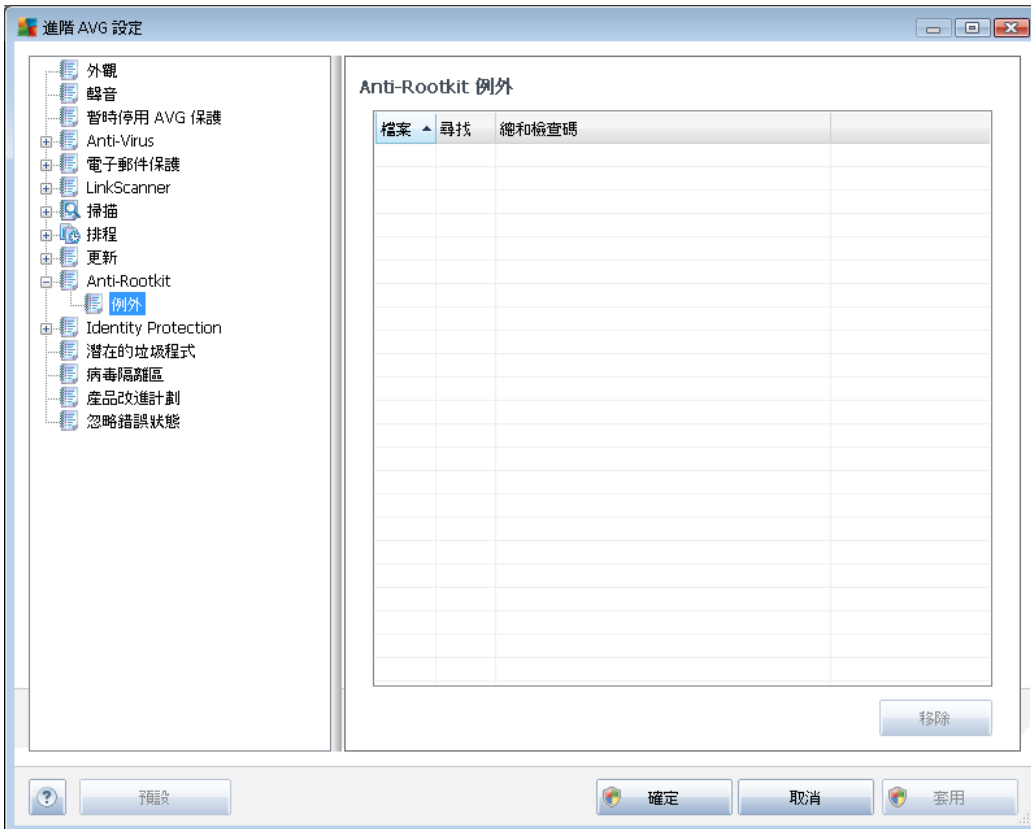 進階 AVG 設定
外觀
聲音
暫時停用 AVG 保護
Anti-Virus
電子郵件保護
LinkScanner
掃描
排程
更新
Anti-Rootkit
例外
Identity Protection
潛在的垃圾程式
病毒隔離區
產品改進計劃
忽略錯誤狀態
Anti-Rootkit 例外
檔案 尋找 總和檢查碼
移除
? 預設 確定 取消 套用